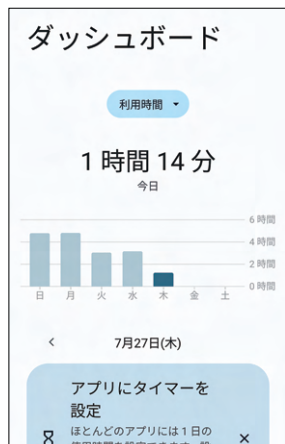 ダッシュボード
利用時間
1 時間 14 分
今日
6 時間
4 時間
2 時間
0 時間
日 月 火 水 木 金 土
7月27日(木)
アプリにタイマーを
設定
ほとんどのアプリには 1 日の